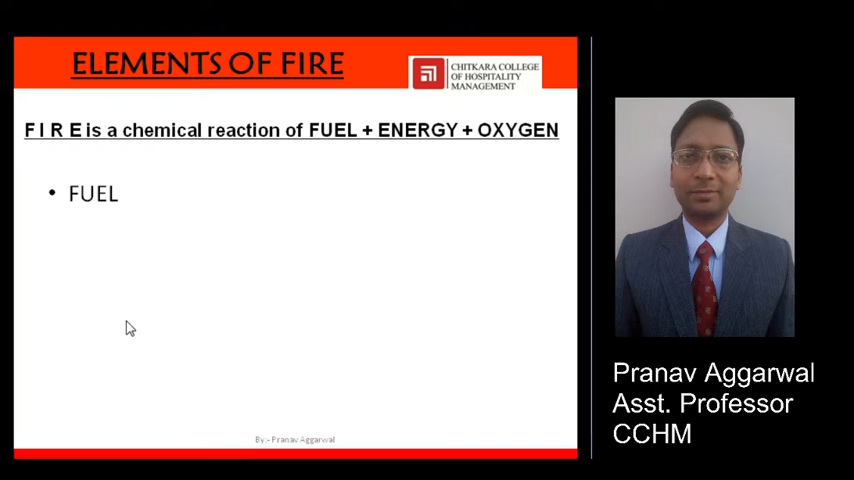 ELEMENTS OF FIRE
CHITKARA COLLEGE
OF HOSPITALITY
MANAGEMENT
F I R E is a chemical reaction of FUEL + ENERGY + OXYGEN
• FUEL
By:- Pranav Aggarwal
Pranav Aggarwal
Asst. Professor
CCHM